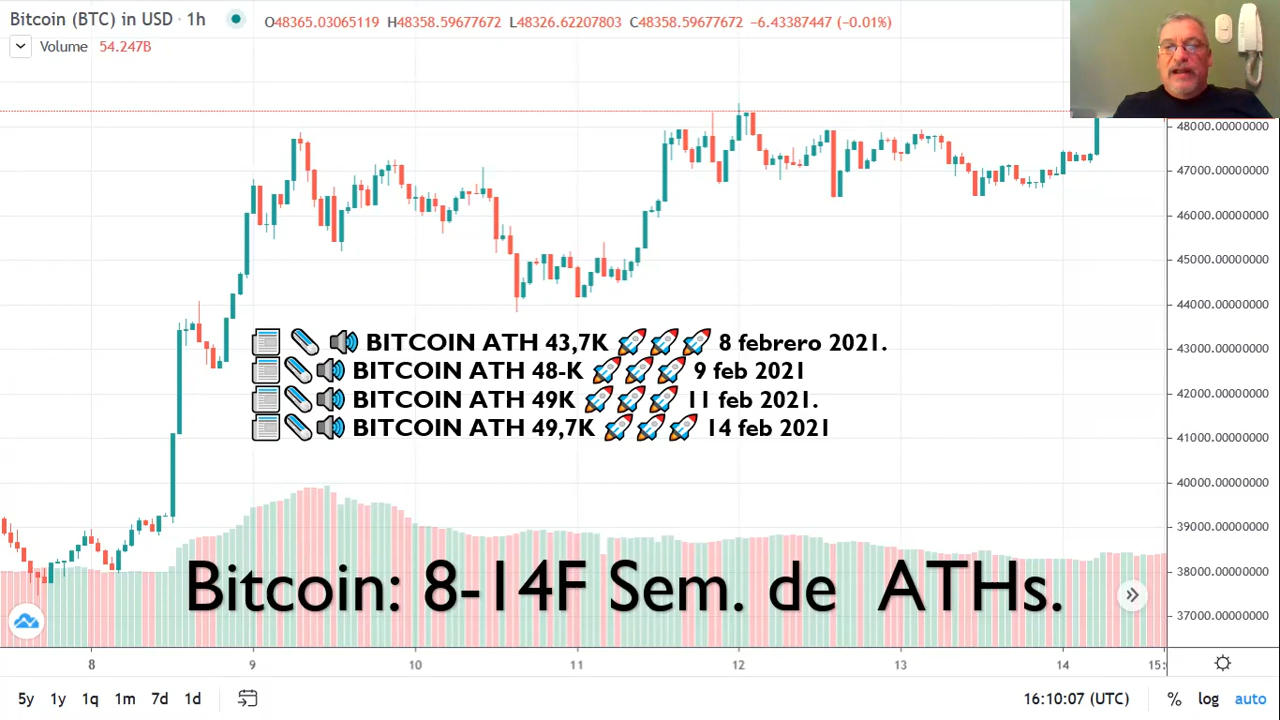 Bitcoin (BTC) in USD · 1h O48365.03065119 H48358.59677672 L48326.62207803 C48358.59677672 −6.43387447 (−0.01%)
Volume 54.247B
48000.00000000
47000.00000000
46000.00000000
45000.00000000
44000.00000000
43000.00000000
42000.00000000
41000.00000000
40000.00000000
39000.00000000
38000.00000000
37000.00000000
BITCOIN ATH 43,7K 🚀🚀🚀 8 febrero 2021.
BITCOIN ATH 48-K 🚀🚀🚀 9 feb 2021
BITCOIN ATH 49K 🚀🚀🚀 11 feb 2021.
BITCOIN ATH 49,7K 🚀🚀🚀 14 feb 2021
Bitcoin: 8-14F Sem. de ATHs.
8 9 10 11 12 13 14 15:
5y 1y 1q 1m 7d 1d 16:10:07 (UTC) % log auto